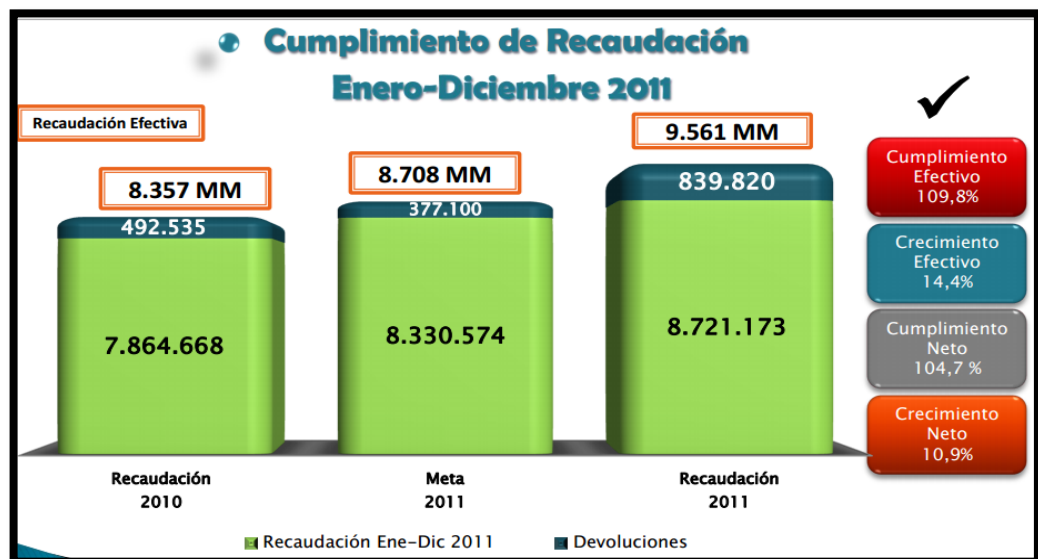 Cumplimiento de Recaudación
Enero-Diciembre 2011
Recaudación Efectiva
8.357 MM
8.708 MM
9.561 MM
492.535
377.100
839.820
7.864.668
8.330.574
8.721.173
Recaudación
2010
Meta
2011
Recaudación
2011
Recaudación Ene-Dic 2011
Devoluciones
Cumplimiento
Efectivo
109,8%
Crecimiento
Efectivo
14,4%
Cumplimiento
Neto
104,7 %
Crecimiento
Neto
10,9%